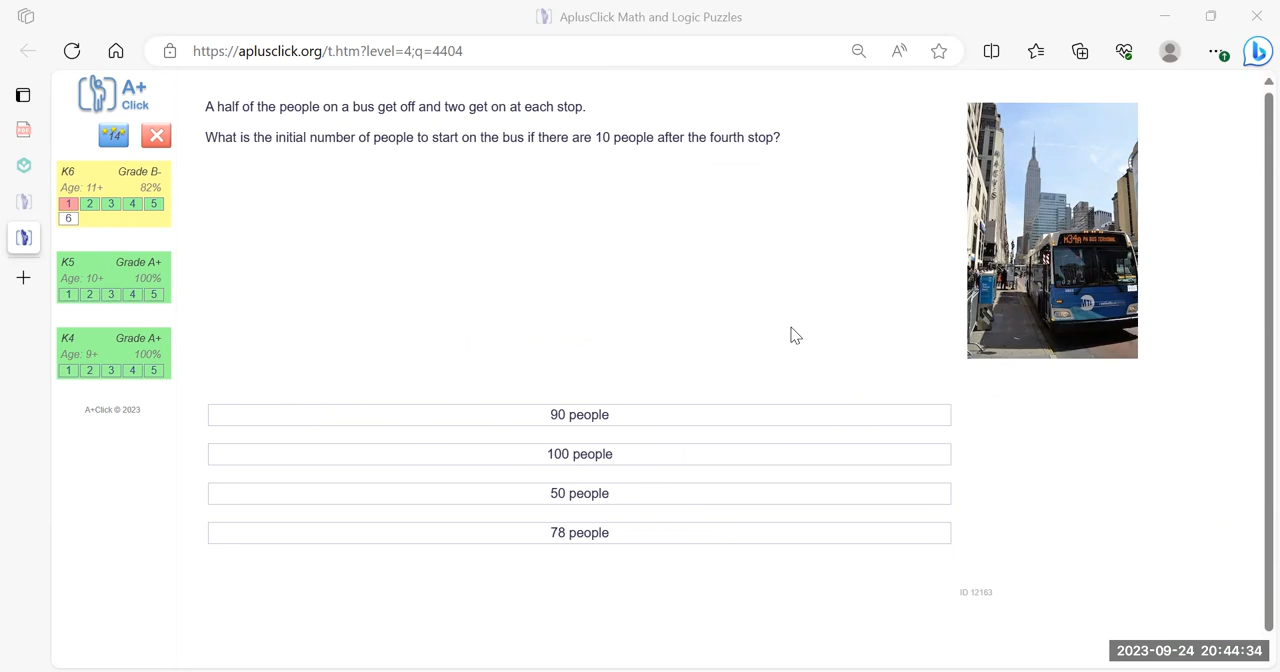 AplusClick Math and Logic Puzzles
https://aplusclick.org/t.htm?level=4;q=4404
A+
Click
14
K6 Grade B-
Age: 11+ 82%
1 2 3 4 5
6
K5 Grade A+
Age: 10+ 100%
1 2 3 4 5
K4 Grade A+
Age: 9+ 100%
1 2 3 4 5
A+Click © 2023
A half of the people on a bus get off and two get on at each stop.
What is the initial number of people to start on the bus if there are 10 people after the fourth stop?
90 people
100 people
50 people
78 people
ID 12163
2023-09-24 20:44:34